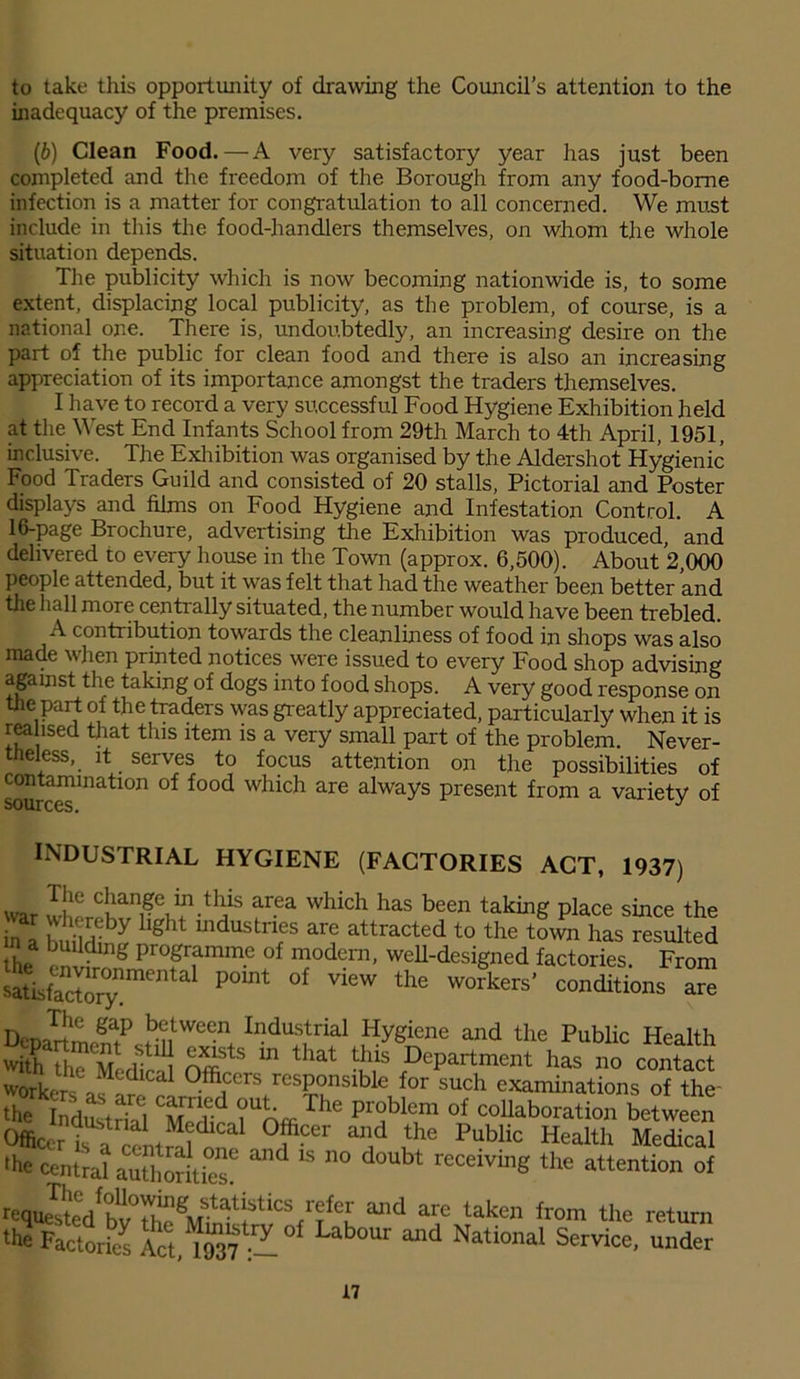 to take this opportunity of drawing the Council's attention to the
inadequacy of the premises.
(b) Clean Food.—A very satisfactory year has just been
completed and the freedom of the Borough from any food-borne
infection is a matter for congratulation to all concerned. We must
include in this the food-handlers themselves, on whom the whole
situation depends.
The publicity which is now becoming nationwide is, to some
extent, displacing local publicity, as the problem, of course, is a
national one. There is, undoubtedly, an increasing desire on the
part of the public for clean food and there is also an increasing
appreciation of its importance amongst the traders themselves.
I have to record a very successful Food Hygiene Exhibition held
at the West End Infants School from 29th March to 4th April, 1951,
inclusive. The Exhibition was organised by the Aldershot Hygienic
Food Traders Guild and consisted of 20 stalls, Pictorial and Poster
displays and films on Food Hygiene and Infestation Control. A
16-page Brochure, advertising the Exhibition was produced, and
delivered to every house in the Town (approx. 6,500). About 2,000
people attended, but it was felt that had the weather been better and
the hall more centrally situated, the number would have been trebled.
A contribution towards the cleanliness of food in shops was also
made when printed notices were issued to every Food shop advising
against the taking of dogs into food shops. A very good response on
the part of the traders was greatly appreciated, particularly when it is
realised that this item is a very small part of the problem. Never-
theless, it serves to focus attention on the possibilities of
contamination of food which are always present from a variety of
sources.
INDUSTRIAL HYGIENE (FACTORIES ACT, 1937)
The change in this area which has been taking place since the
war whereby light industries are attracted to the town has resulted
in a building programme of modern, well-designed factories. From
the environmental point of view the workers' conditions are
satisfactory.
The gap between Industrial Hygiene and the Public Health
Department still exists in that this Department has no contact
with the Medical Officers responsible for such examinations of the
workers as are carried out. The problem of collaboration between
the Industrial Medical Officer and the Public Health Medical
Officer is a central one and is no doubt receiving the attention of
the central authorities.
The following statistics refer and are taken from the return
requested by the Ministry of Labour and National Service, under
the Factories Act, 1937 :—
17